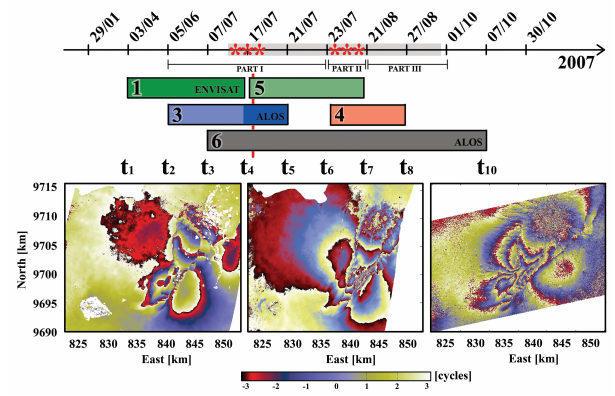 29/01 03/04 05/06 07/07 17/07 21/07 23/07 21/08 27/08 01/10 07/10 30/10
***  ***
PART I PART II PART III
2007
1 ENVISAT 5
3 ALOS 4
6 ALOS
t1 t2 t3 t4 t5 t6 t7 t8 t10
9715
9710
9705
9700
9695
9690
North [km]
825 830 835 840 845 850 825 830 835 840 845 850 825 830 835 840 845 850
East [km] East [km] East [km]
[cycles]
-3 -2 -1 0 1 2 3